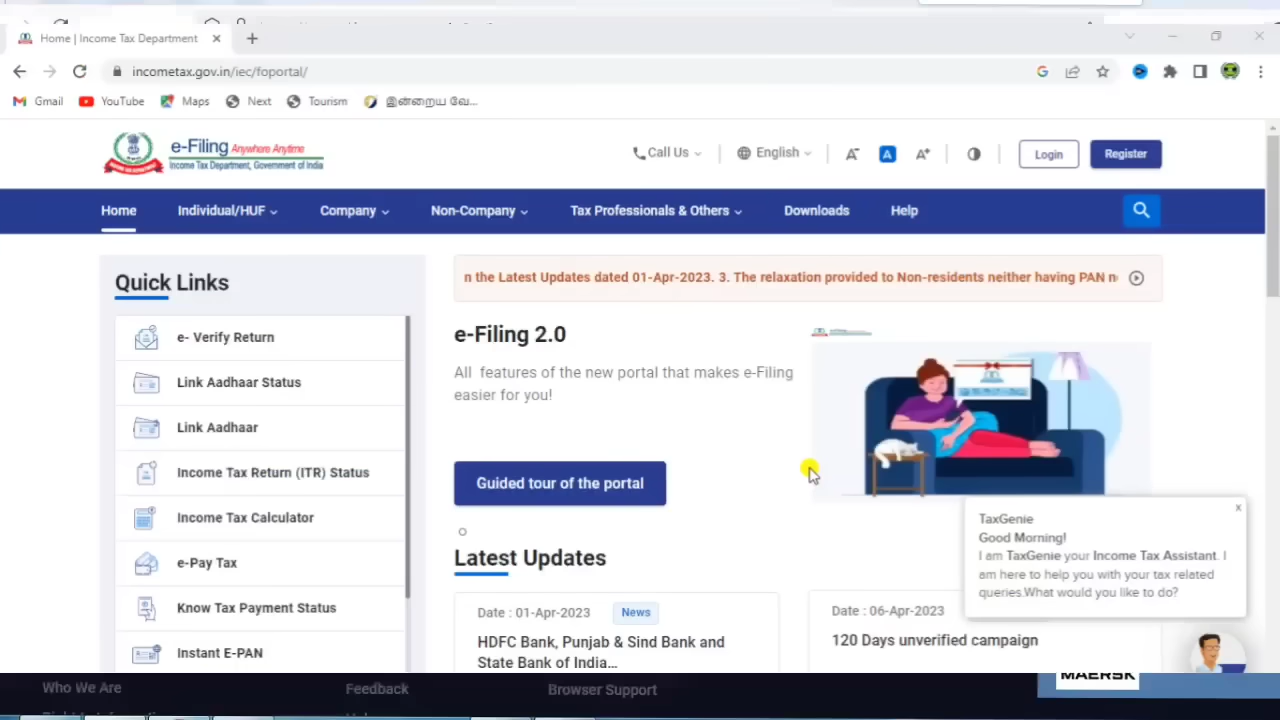 Home | Income Tax Department
incometax.gov.in/iec/foportal/
Gmail YouTube Maps Next Tourism இன்றைய வே...
e-Filing Anywhere Anytime
Income Tax Department, Government of India
Call Us English A- A A+ Login Register
Home Individual/HUF Company Non-Company Tax Professionals & Others Downloads Help
Quick Links
e- Verify Return
Link Aadhaar Status
Link Aadhaar
Income Tax Return (ITR) Status
Income Tax Calculator
e-Pay Tax
Know Tax Payment Status
Instant E-PAN
n the Latest Updates dated 01-Apr-2023. 3. The relaxation provided to Non-residents neither having PAN n
e-Filing 2.0
All features of the new portal that makes e-Filing
easier for you!
Guided tour of the portal
Latest Updates
Date : 01-Apr-2023 News
HDFC Bank, Punjab & Sind Bank and
State Bank of India...
Date : 06-Apr-2023
120 Days unverified campaign
x
TaxGenie
Good Morning!
I am TaxGenie your Income Tax Assistant. I
am here to help you with your tax related
queries.What would you like to do?
Who We Are Feedback Browser Support
MAERSK